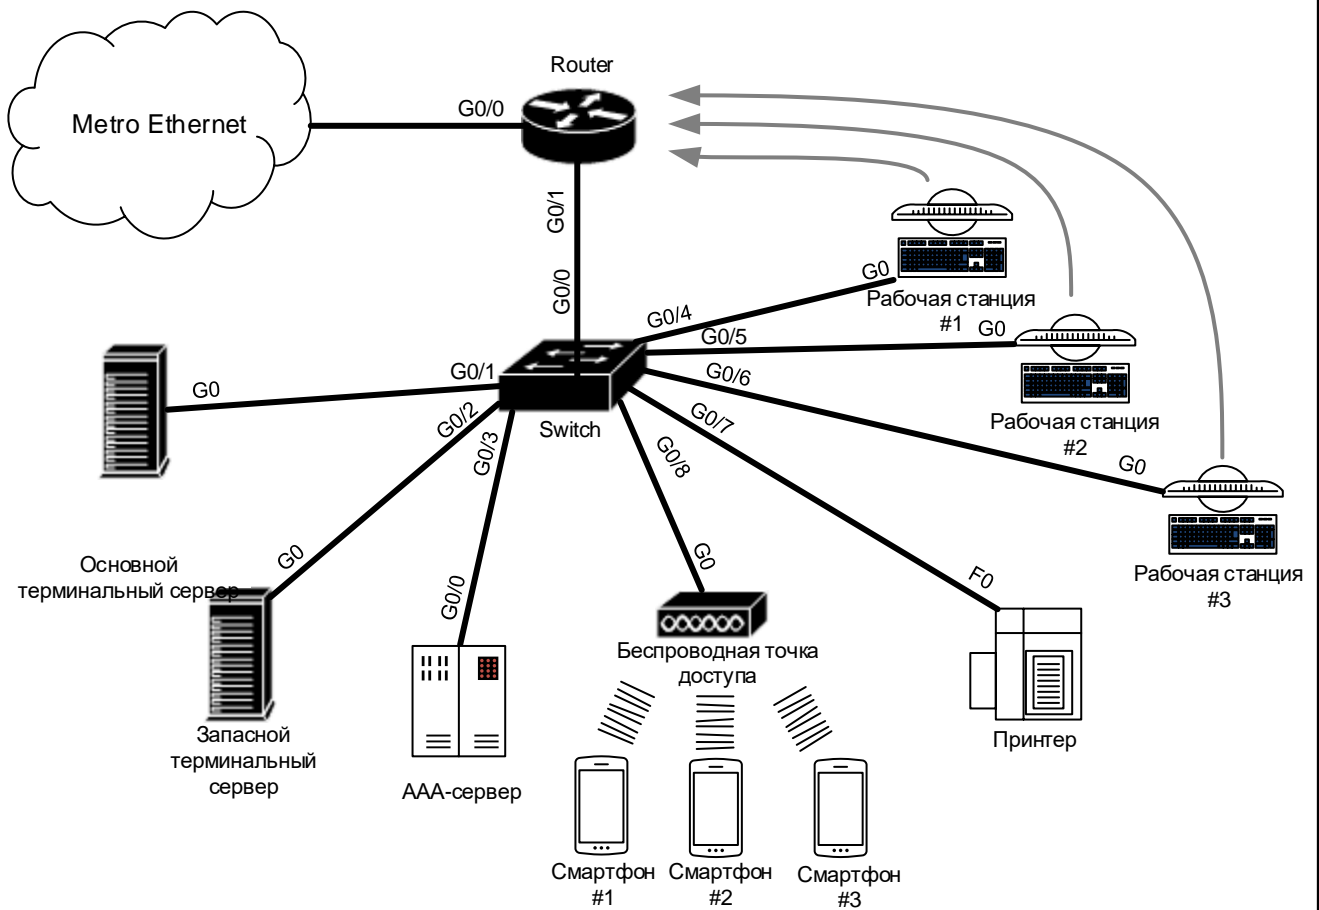 Router
Metro Ethernet
G0/0
G0/1
G0/0
G0
Рабочая станция
#1
G0/4
G0/5
G0
G0/6
Рабочая станция
#2
G0/1
G0
G0/2
G0/3
Switch
G0/7
G0/8
G0
Рабочая станция
#3
Основной
терминальный сервер
G0
G0/0
G0
F0
Беспроводная точка
доступа
Запасной
терминальный
сервер
ААА-сервер
Принтер
Смартфон
#1
Смартфон
#2
Смартфон
#3